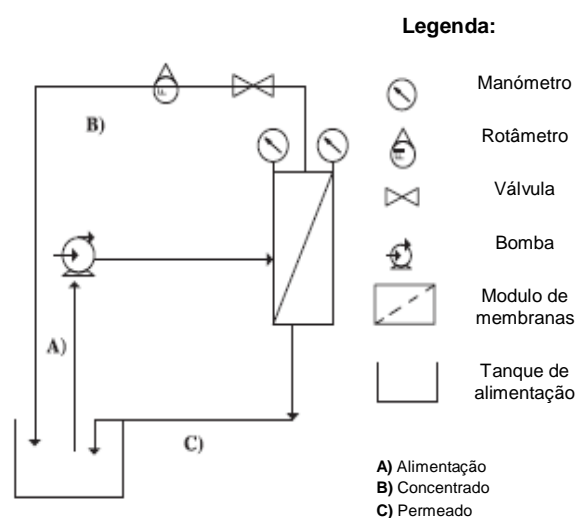 Legenda:
Manómetro
Rotâmetro
Válvula
Bomba
Modulo de
membranas
Tanque de
alimentação
B)
A)
C)
A) Alimentação
B) Concentrado
C) Permeado